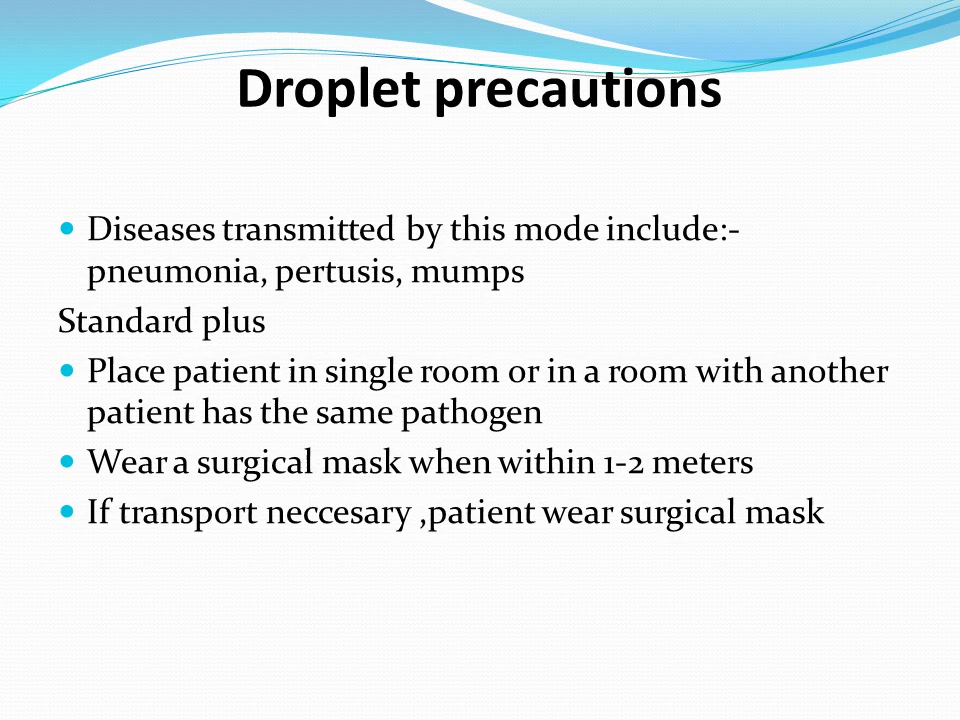 Droplet precautions
Diseases transmitted by this mode include:-
pneumonia, pertusis, mumps
Standard plus
Place patient in single room or in a room with another
patient has the same pathogen
Wear a surgical mask when within 1-2 meters
If transport neccesary ,patient wear surgical mask